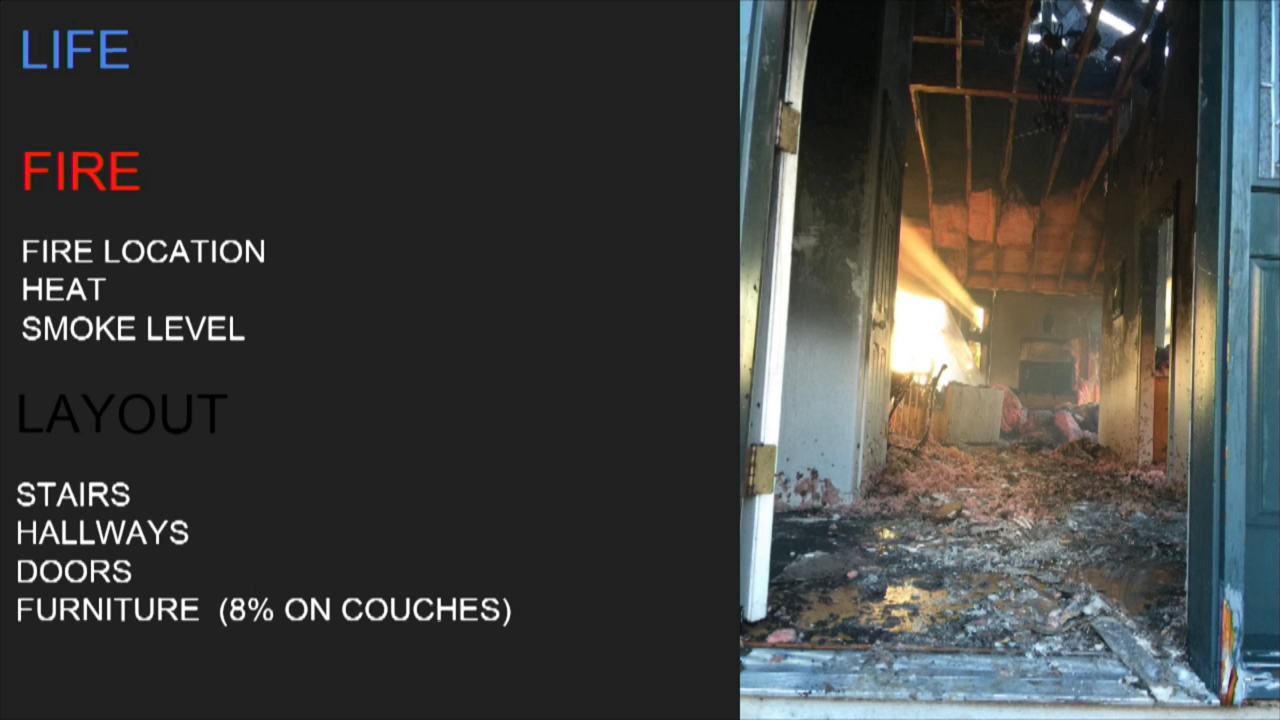 LIFE
FIRE
FIRE LOCATION
HEAT
SMOKE LEVEL
LAYOUT
STAIRS
HALLWAYS
DOORS
FURNITURE (8% ON COUCHES)